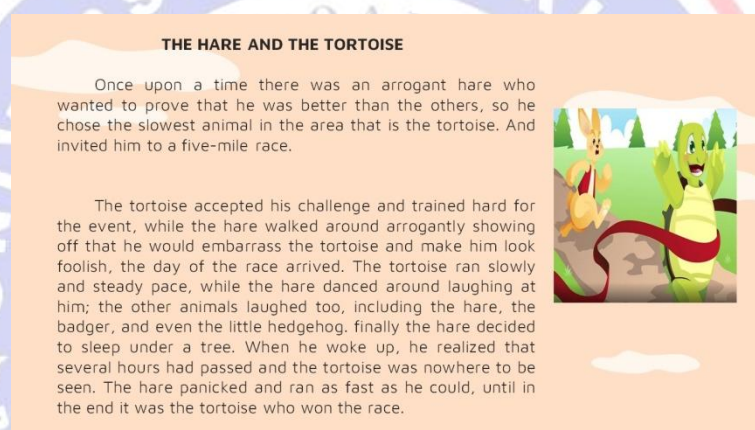 THE HARE AND THE TORTOISE
Once upon a time there was an arrogant hare who
wanted to prove that he was better than the others, so he
chose the slowest animal in the area that is the tortoise. And
invited him to a five-mile race.
The tortoise accepted his challenge and trained hard for
the event, while the hare walked around arrogantly showing
off that he would embarrass the tortoise and make him look
foolish, the day of the race arrived. The tortoise ran slowly
and steady pace, while the hare danced around laughing at
him; the other animals laughed too, including the hare, the
badger, and even the little hedgehog. finally the hare decided
to sleep under a tree. When he woke up, he realized that
several hours had passed and the tortoise was nowhere to be
seen. The hare panicked and ran as fast as he could, until in
the end it was the tortoise who won the race.